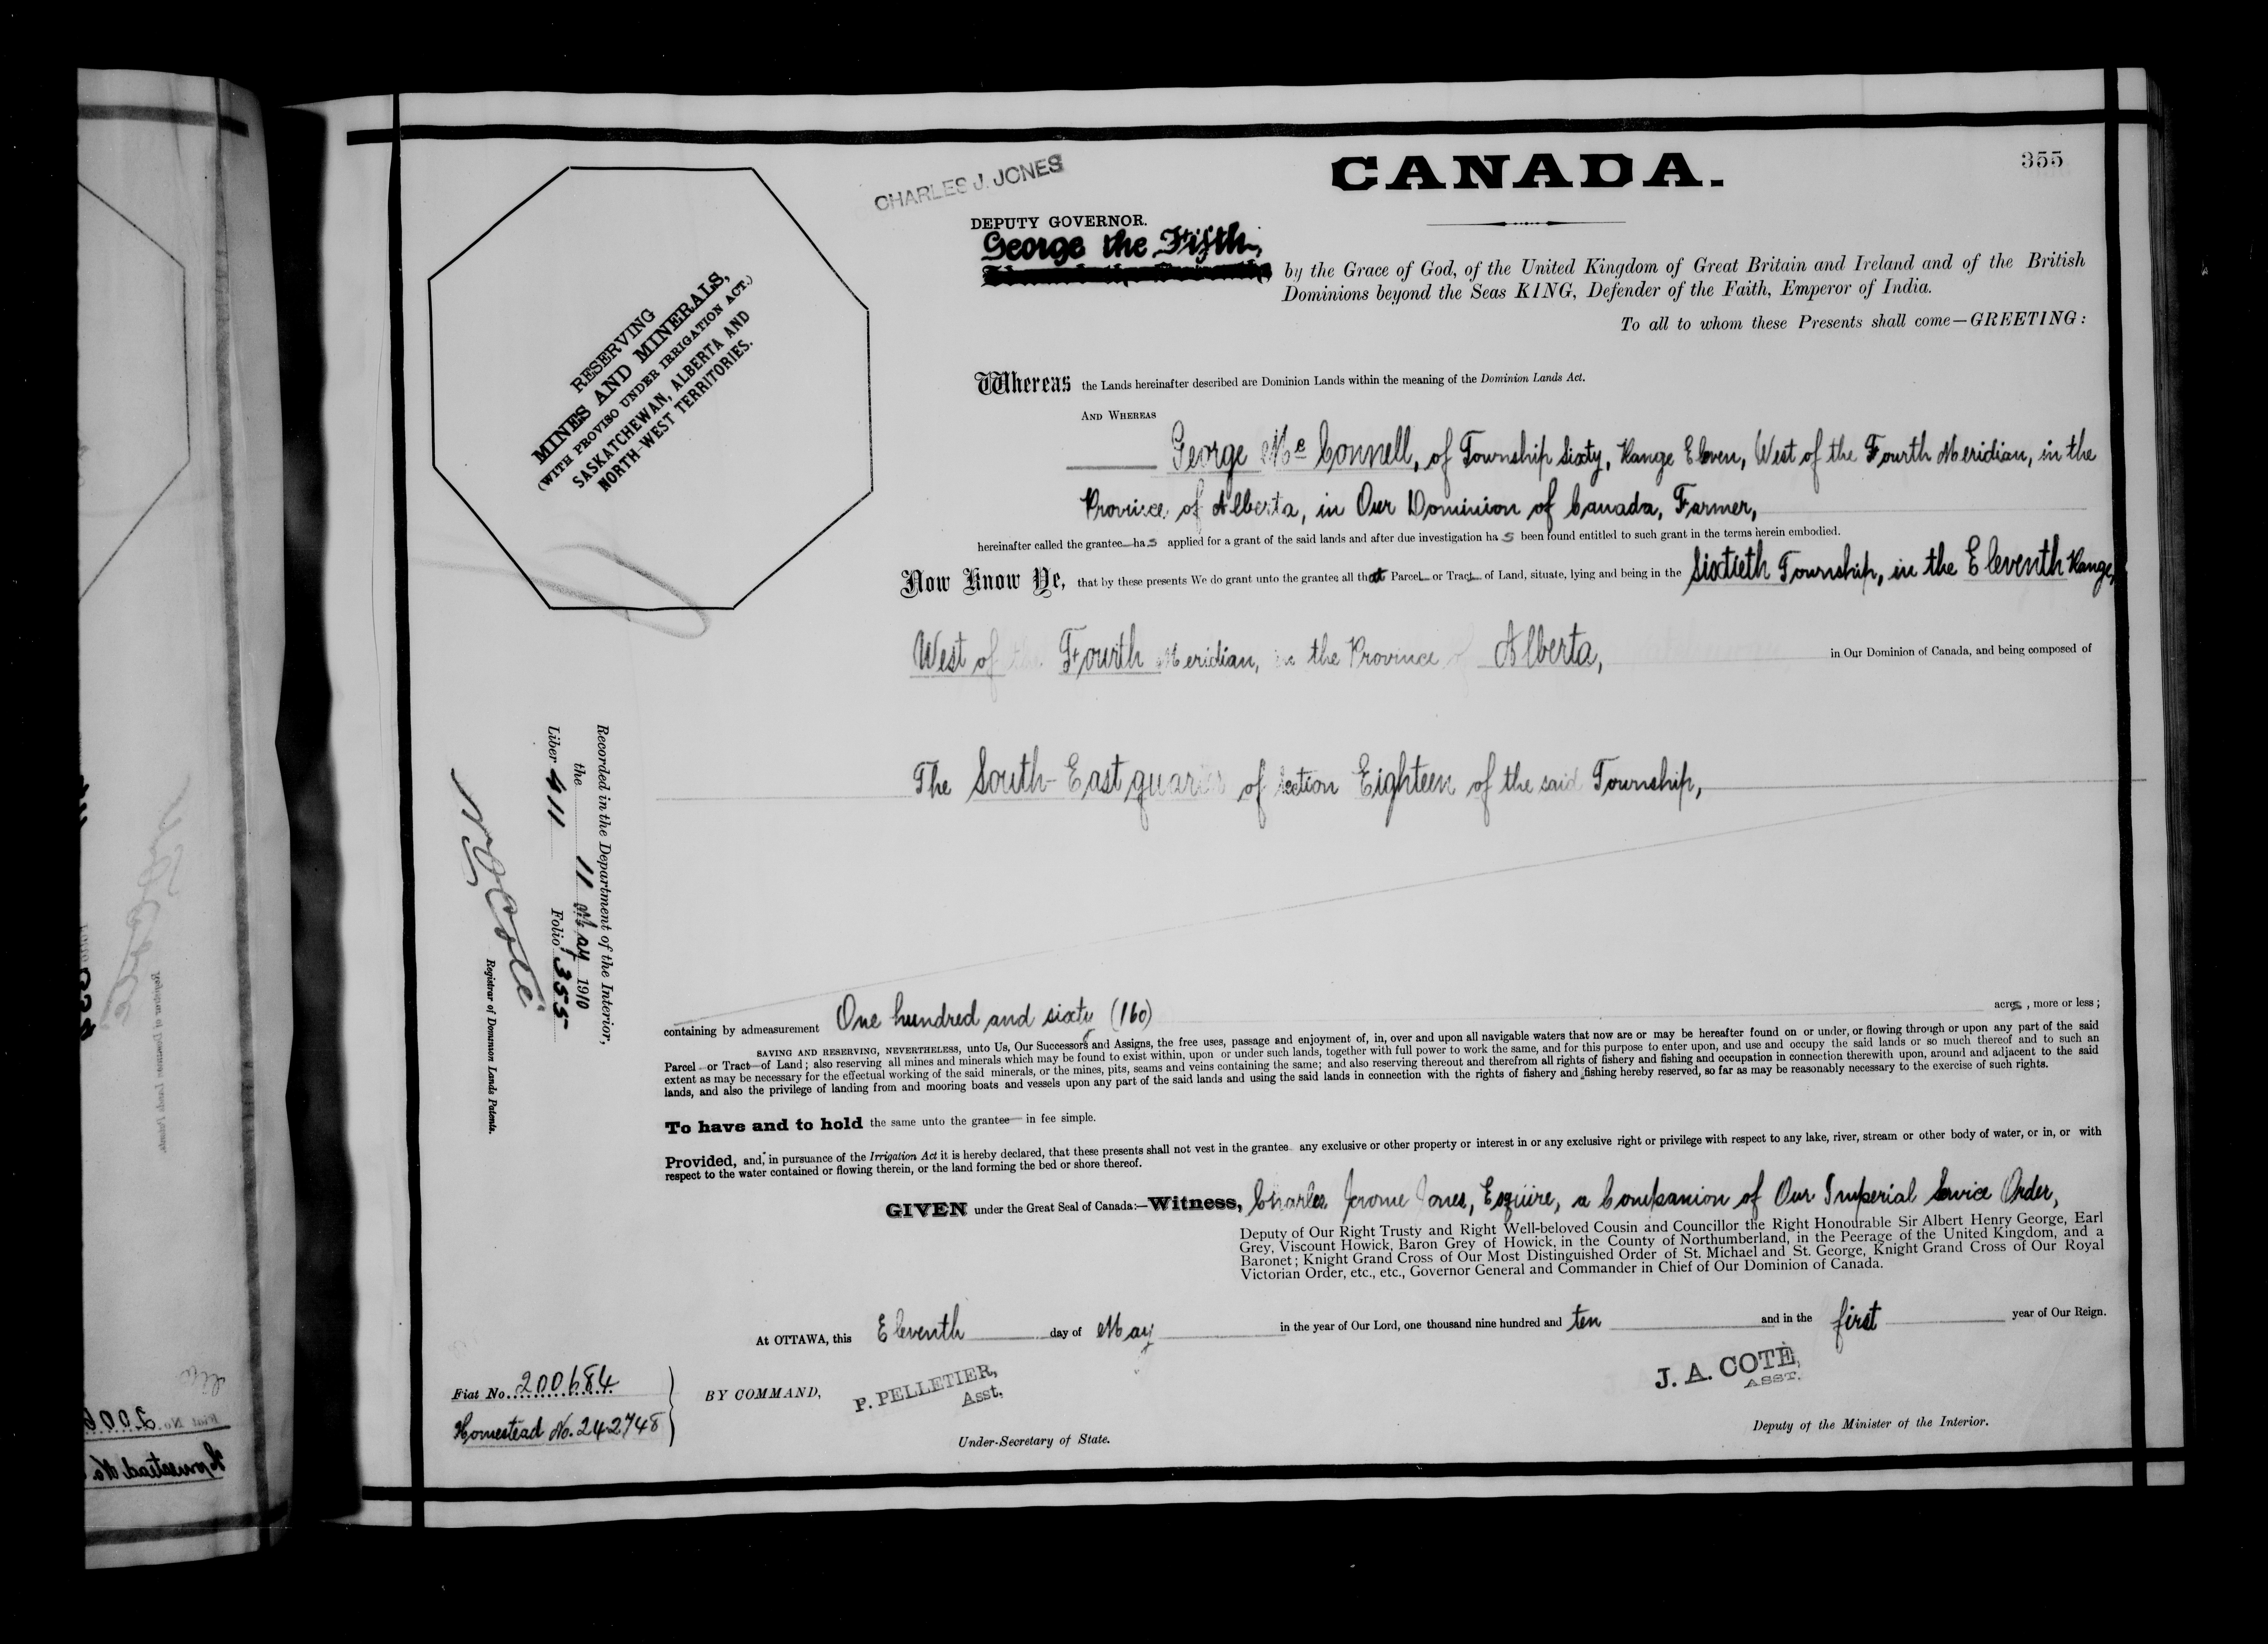 355
CANADA.
CHARLES J. JONES
DEPUTY GOVERNOR.
George the Fifth,
by the Grace of God, of the United Kingdom of Great Britain and Ireland and of the British
Dominions beyond the Seas KING, Defender of the Faith, Emperor of India.
To all to whom these Presents shall come—GREETING:
RESERVING
MINES AND MINERALS,
(WITH PROVISO UNDER IRRIGATION ACT.)
SASKATCHEWAN, ALBERTA AND
NORTH-WEST TERRITORIES.
Whereas the Lands hereinafter described are Dominion Lands within the meaning of the Dominion Lands Act.
AND WHEREAS
George Mc Connell, of Township Sixty, Range Eleven, West of the Fourth Meridian, in the
Province of Alberta, in Our Dominion of Canada, Farmer,
hereinafter called the grantee has applied for a grant of the said lands and after due investigation has been found entitled to such grant in the terms herein embodied.
Now Know Ye, that by these presents We do grant unto the grantee all that Parcel or Tract of Land, situate, lying and being in the Sixtieth Township, in the Eleventh Range,
West of the Fourth Meridian, in the Province of Alberta, in Our Dominion of Canada, and being composed of
The South-East quarter of Section Eighteen of the said Township,
Recorded in the Department of the Interior,
the 11 May 1910
Liber 411 Folio 355
N O Coté
Registrar of Dominion Lands Patents.
containing by admeasurement One hundred and sixty (160) acres, more or less;
SAVING AND RESERVING, NEVERTHELESS, unto Us, Our Successors and Assigns, the free uses, passage and enjoyment of, in, over and upon all navigable waters that now are or may be hereafter found on or under, or flowing through or upon any part of the said
Parcel or Tract of Land; also reserving all mines and minerals which may be found to exist within, upon or under such lands, together with full power to work the same, and for this purpose to enter upon, and use and occupy the said lands or so much thereof and to such an
extent as may be necessary for the effectual working of the said minerals, or the mines, pits, seams and veins containing the same; and also reserving thereout and therefrom all rights of fishery and fishing and occupation in connection therewith upon, around and adjacent to the said
lands, and also the privilege of landing from and mooring boats and vessels upon any part of the said lands and using the said lands in connection with the rights of fishery and fishing hereby reserved, so far as may be reasonably necessary to the exercise of such rights.
To have and to hold the same unto the grantee in fee simple.
Provided, and, in pursuance of the Irrigation Act it is hereby declared, that these presents shall not vest in the grantee any exclusive or other property or interest in or any exclusive right or privilege with respect to any lake, river, stream or other body of water, or in, or with
respect to the water contained or flowing therein, or the land forming the bed or shore thereof.
GIVEN under the Great Seal of Canada:—Witness, Charles Jerome Jones, Esquire, a Companion of Our Imperial Service Order,
Deputy of Our Right Trusty and Right Well-beloved Cousin and Councillor the Right Honourable Sir Albert Henry George, Earl
Grey, Viscount Howick, Baron Grey of Howick, in the County of Northumberland, in the Peerage of the United Kingdom, and a
Baronet; Knight Grand Cross of Our Most Distinguished Order of St. Michael and St. George, Knight Grand Cross of Our Royal
Victorian Order, etc., etc., Governor General and Commander in Chief of Our Dominion of Canada.
At OTTAWA, this Eleventh day of May in the year of Our Lord, one thousand nine hundred and ten and in the first year of Our Reign.
Fiat No. 200684
Homestead No. 242748
BY COMMAND,
P. PELLETIER,
Asst.
Under-Secretary of State.
J. A. COTÉ,
ASST.
Deputy of the Minister of the Interior.